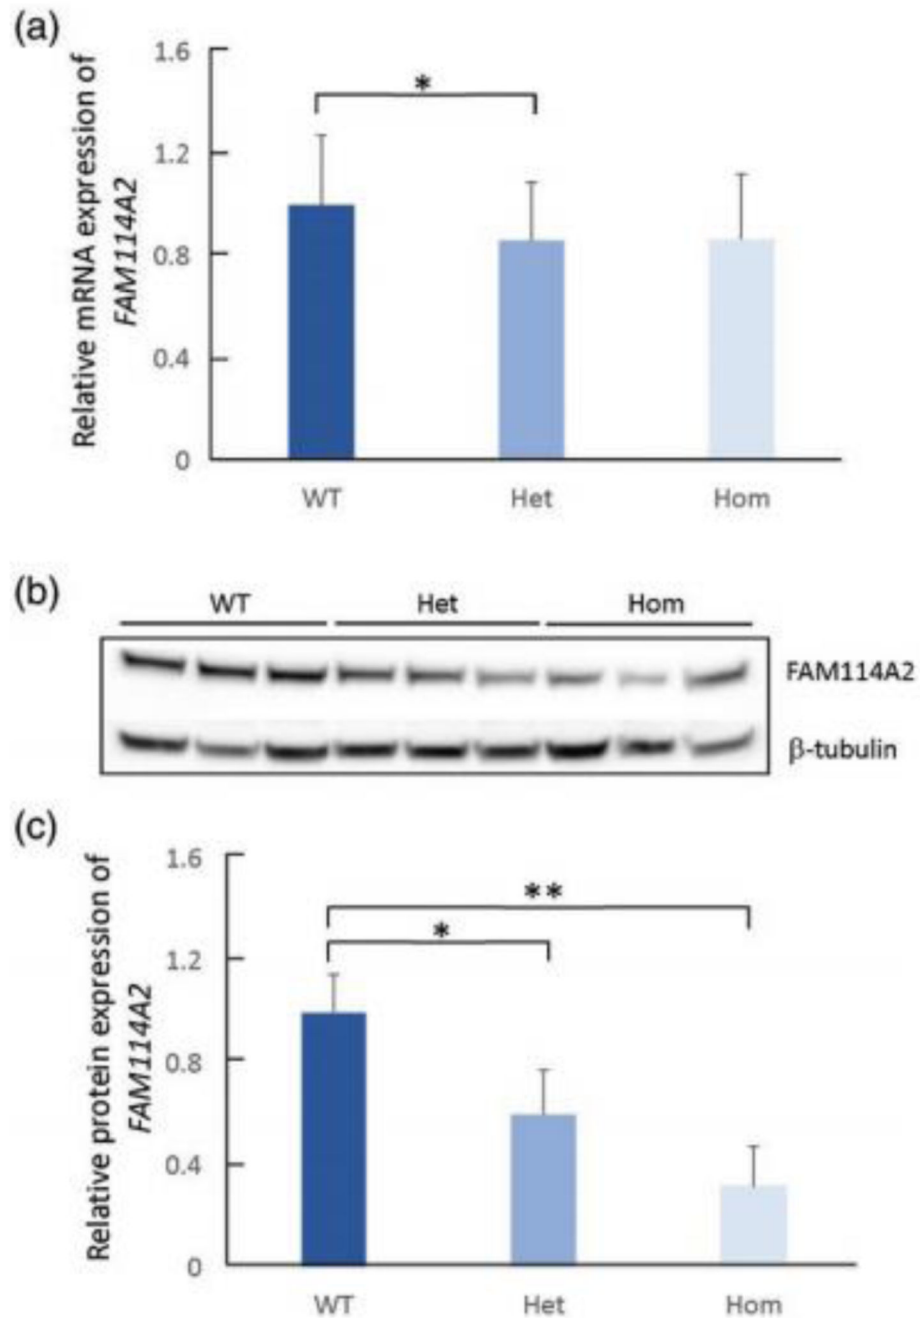 (a)
Relative mRNA expression of
FAM114A2
1.6
1.2
0.8
0.4
0
*
WT Het Hom
(b)
WT Het Hom
FAM114A2
β-tubulin
(c)
Relative protein expression of
FAM114A2
1.6
1.2
0.8
0.4
0
**
*
WT Het Hom